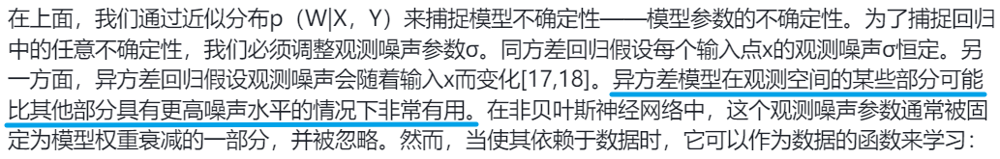 在上面，我们通过近似分布p（W|X，Y）来捕捉模型不确定性——模型参数的不确定性。为了捕捉回归
中的任意不确定性，我们必须调整观测噪声参数σ。同方差回归假设每个输入点x的观测噪声σ恒定。另
一方面，异方差回归假设观测噪声会随着输入x而变化[17,18]。异方差模型在观测空间的某些部分可能
比其他部分具有更高噪声水平的情况下非常有用。在非贝叶斯神经网络中，这个观测噪声参数通常被固
定为模型权重衰减的一部分，并被忽略。然而，当使其依赖于数据时，它可以作为数据的函数来学习：